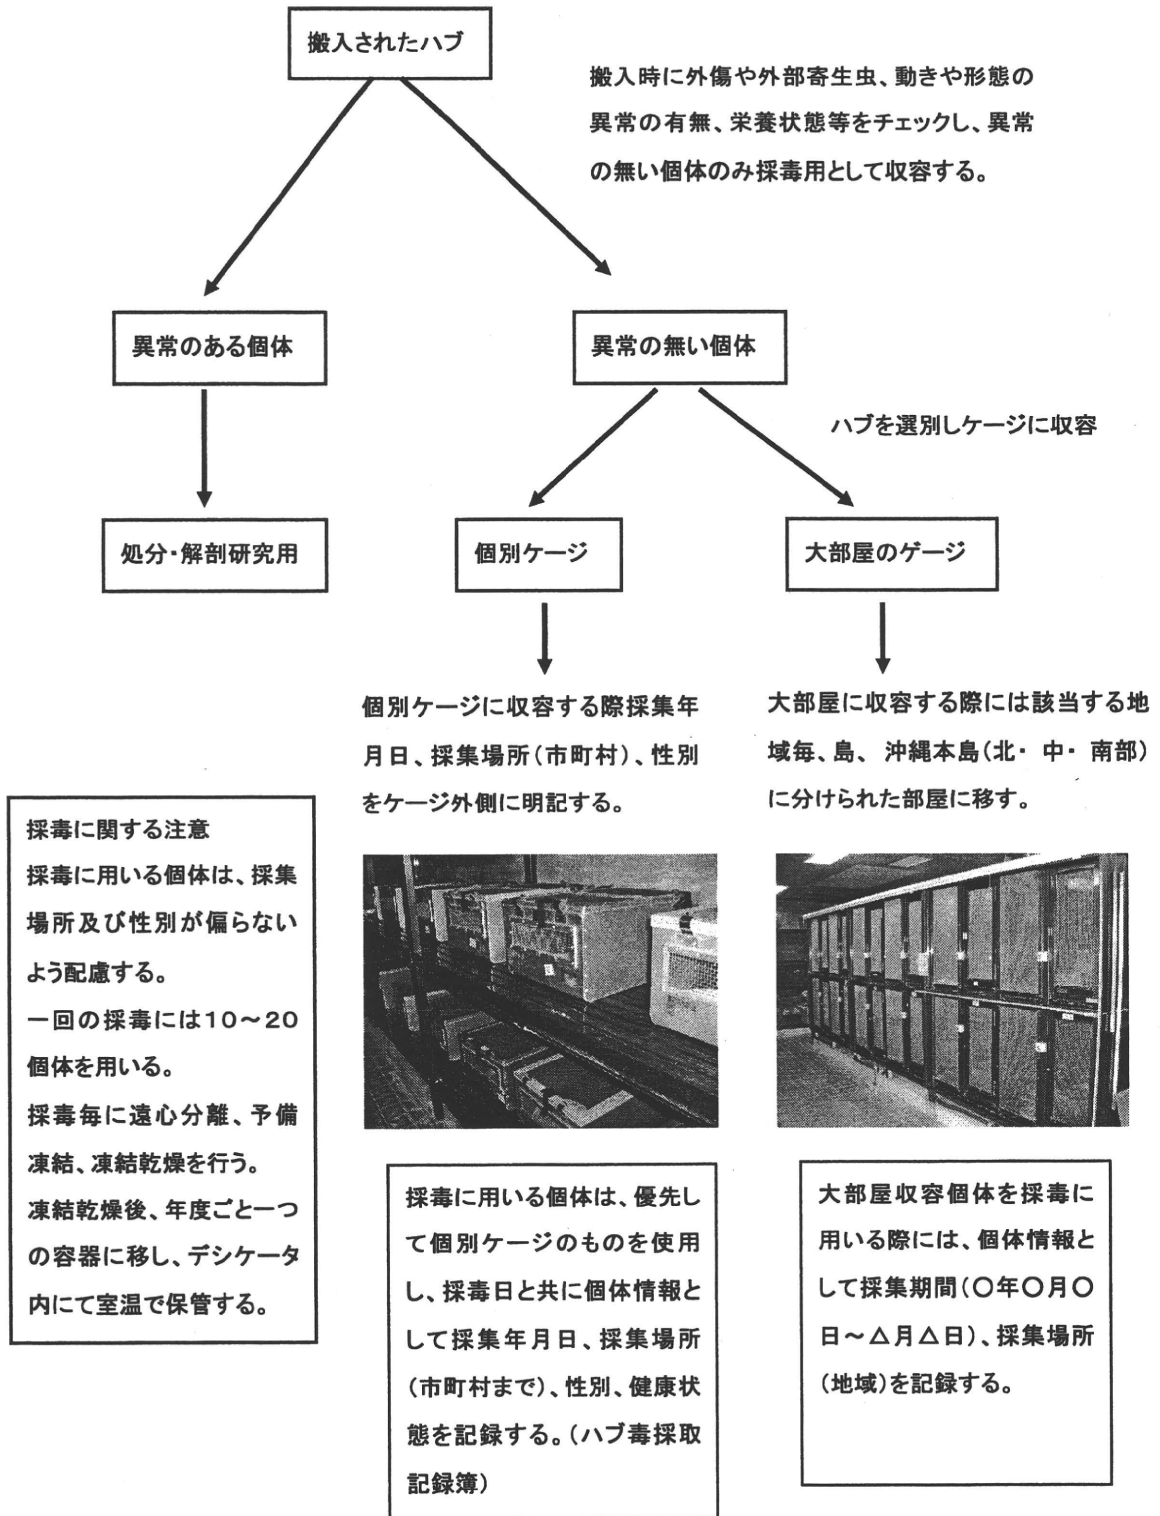 搬入されたハブ
搬入時に外傷や外部寄生虫、動きや形態の
異常の有無、栄養状態等をチェックし、異常
の無い個体のみ採毒用として収容する。
異常のある個体
異常の無い個体
ハブを選別しケージに収容
処分・解剖研究用
個別ケージ
大部屋のゲージ
個別ケージに収容する際採集年
月日、採集場所(市町村)、性別
をケージ外側に明記する。
大部屋に収容する際には該当する地
域毎、島、 沖縄本島(北・ 中・ 南部)
に分けられた部屋に移す。
採毒に関する注意
採毒に用いる個体は、採集
場所及び性別が偏らない
よう配慮する。
一回の採毒には10～20
個体を用いる。
採毒毎に遠心分離、予備
凍結、凍結乾燥を行う。
凍結乾燥後、年度ごと一つ
の容器に移し、デシケータ
内にて室温で保管する。
採毒に用いる個体は、優先し
て個別ケージのものを使用
し、採毒日と共に個体情報と
して採集年月日、採集場所
(市町村まで)、性別、健康状
態を記録する。(ハブ毒採取
記録簿)
大部屋収容個体を採毒に
用いる際には、個体情報と
して採集期間(〇年〇月〇
日～△月△日)、採集場所
(地域)を記録する。